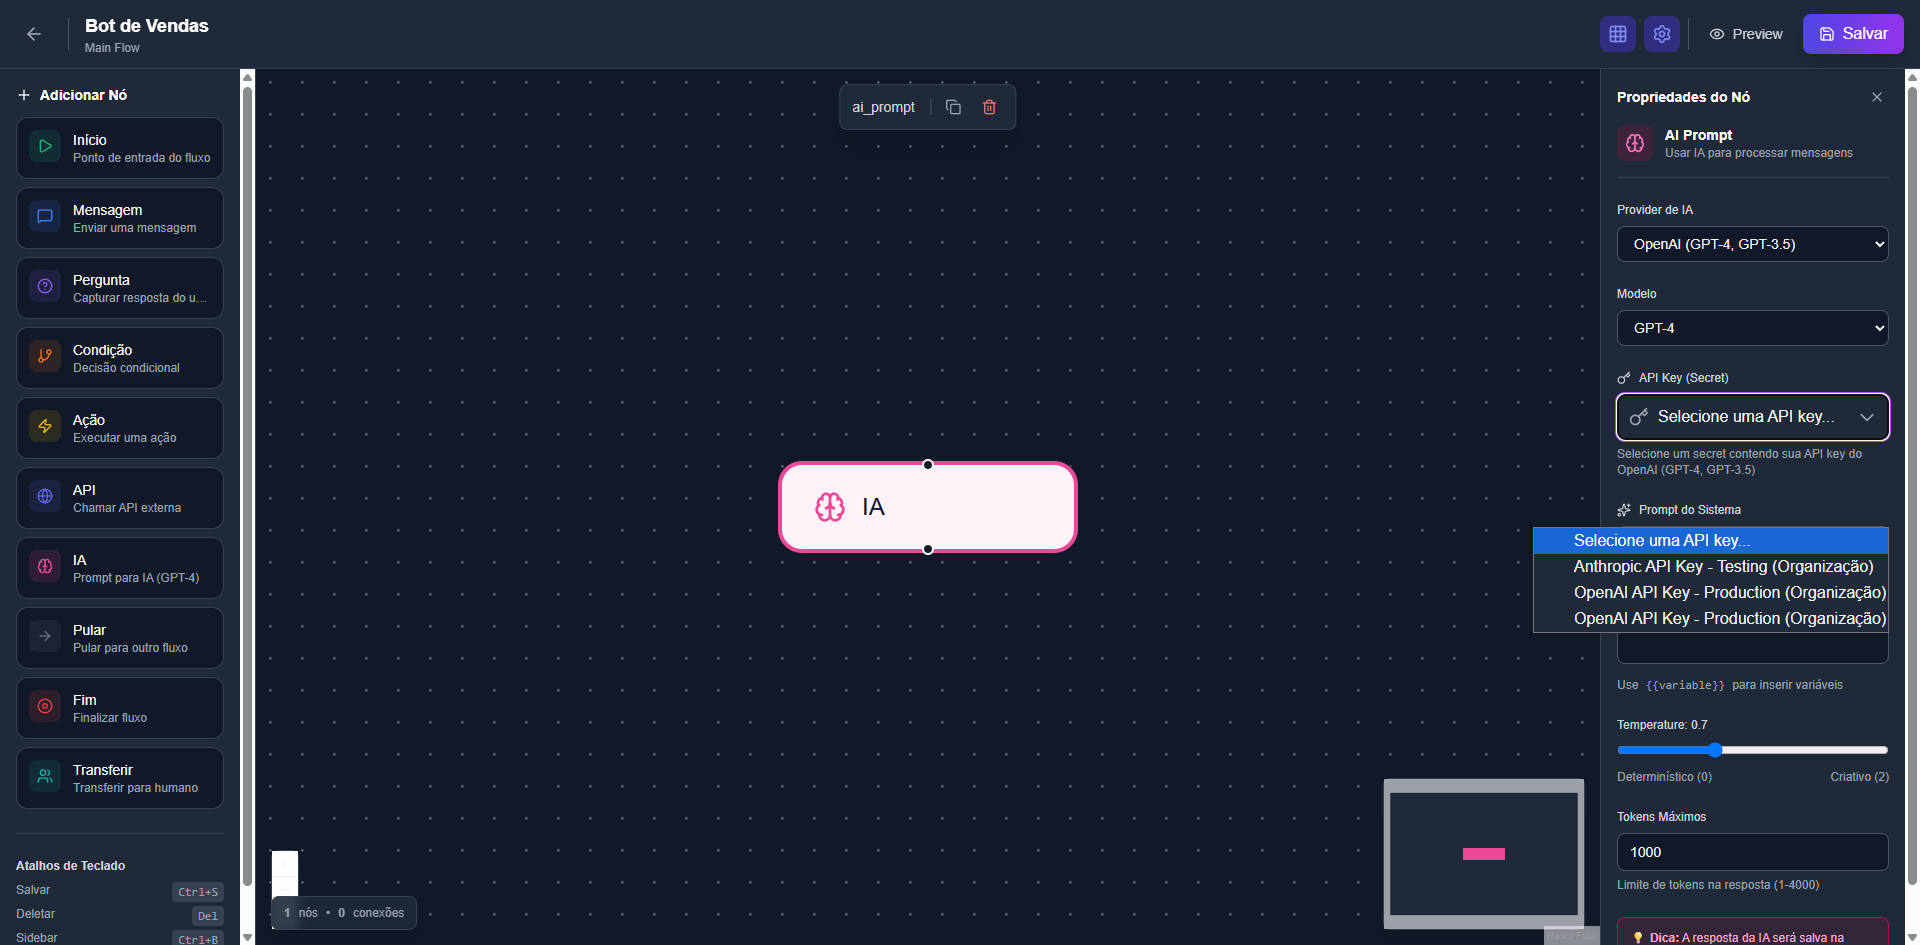 Bot de Vendas
Main Flow
Preview
Salvar
Adicionar Nó
Início
Ponto de entrada do fluxo
Mensagem
Enviar uma mensagem
Pergunta
Capturar resposta do u...
Condição
Decisão condicional
Ação
Executar uma ação
API
Chamar API externa
IA
Prompt para IA (GPT-4)
Pular
Pular para outro fluxo
Fim
Finalizar fluxo
Transferir
Transferir para humano
Atalhos de Teclado
Salvar Ctrl+S
Deletar Del
Sidebar Ctrl+B
ai_prompt
IA
1 nós • 0 conexões
React Flow
Propriedades do Nó
AI Prompt
Usar IA para processar mensagens
Provider de IA
OpenAI (GPT-4, GPT-3.5)
Modelo
GPT-4
API Key (Secret)
Selecione uma API key...
Selecione um secret contendo sua API key do
OpenAI (GPT-4, GPT-3.5)
Prompt do Sistema
Selecione uma API key...
Anthropic API Key - Testing (Organização)
OpenAI API Key - Production (Organização)
OpenAI API Key - Production (Organização)
Use {{variable}} para inserir variáveis
Temperature: 0.7
Determinístico (0) Criativo (2)
Tokens Máximos
1000
Limite de tokens na resposta (1-4000)
💡 Dica: A resposta da IA será salva na